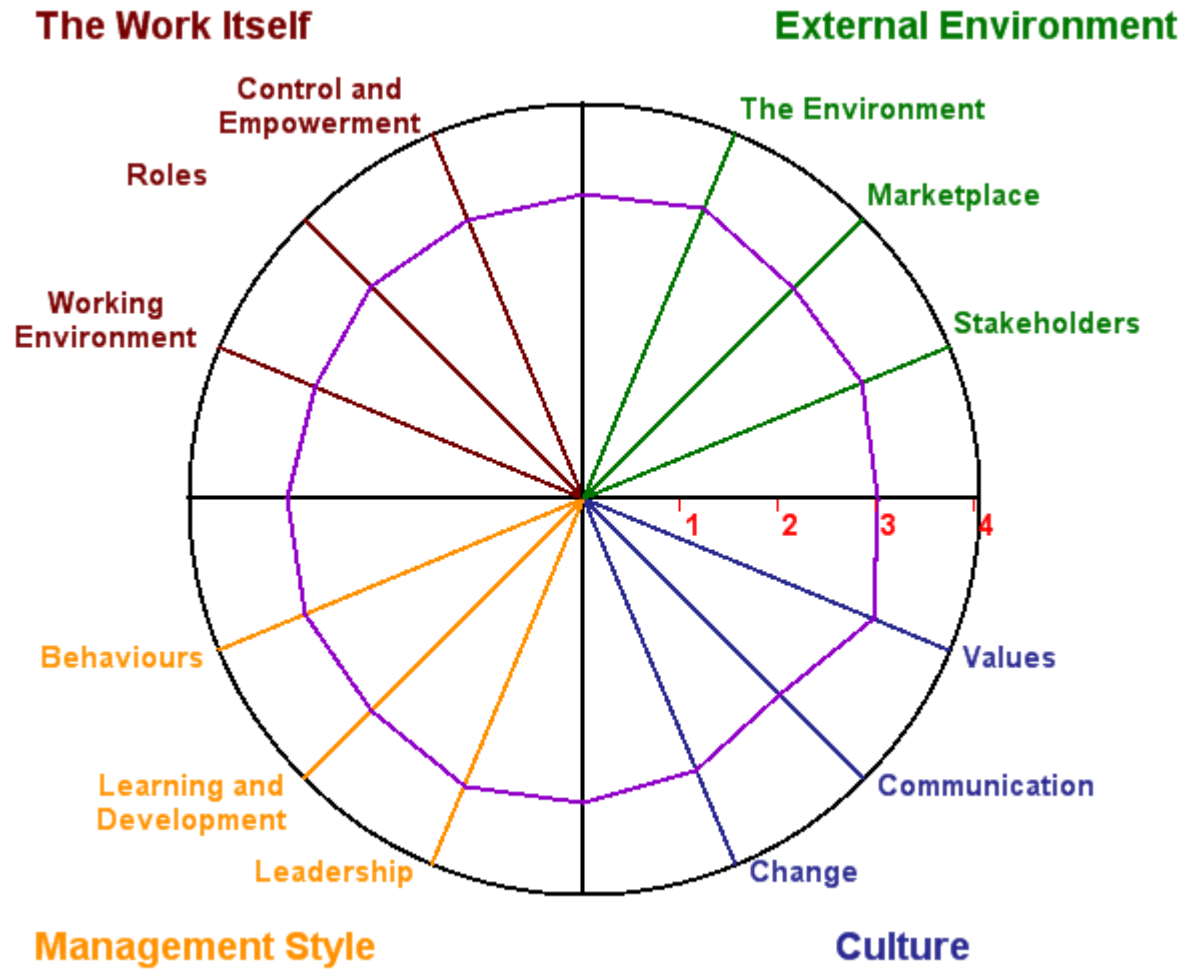 The Work Itself
External Environment
Control and
Empowerment
The Environment
Roles
Marketplace
Working
Environment
Stakeholders
1
2
3
4
Behaviours
Values
Learning and
Development
Communication
Leadership
Change
Management Style
Culture